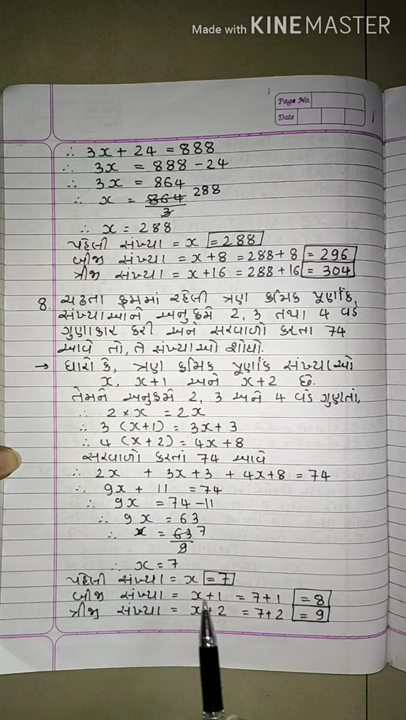 Made with KINEMASTER
Page No.
Date
∴ 3x + 24 = 888
∴ 3x = 888 - 24
∴ 3x = 864
∴ x = 864/3 288
∴ x = 288
પહેલી સંખ્યા = x = 288
બીજી સંખ્યા = x+8 = 288+8 = 296
ત્રીજી સંખ્યા = x+16 = 288+16 = 304
8. ચઢતા ક્રમમાં રહેલી ત્રણ ક્રમિક પૂર્ણાંક
સંખ્યાઓને અનુક્રમે 2, 3 તથા 4 વડે
ગુણાકાર કરી અને સરવાળો કરતા 74
આવે તો, તે સંખ્યાઓ શોધો.
→ ધારો કે, ત્રણ ક્રમિક પૂર્ણાંક સંખ્યાઓ
x, x+1 અને x+2 છે.
તેમને અનુક્રમે 2, 3 અને 4 વડે ગુણતાં,
∴ 2 × x = 2x
∴ 3 (x+1) = 3x + 3
∴ 4 (x+2) = 4x + 8
સરવાળો કરતાં 74 આવે
∴ 2x + 3x + 3 + 4x + 8 = 74
∴ 9x + 11 = 74
∴ 9x = 74 - 11
∴ 9x = 63
∴ x = 63/9 7
∴ x = 7
પહેલી સંખ્યા = x = 7
બીજી સંખ્યા = x+1 = 7+1 = 8
ત્રીજી સંખ્યા = x+2 = 7+2 = 9